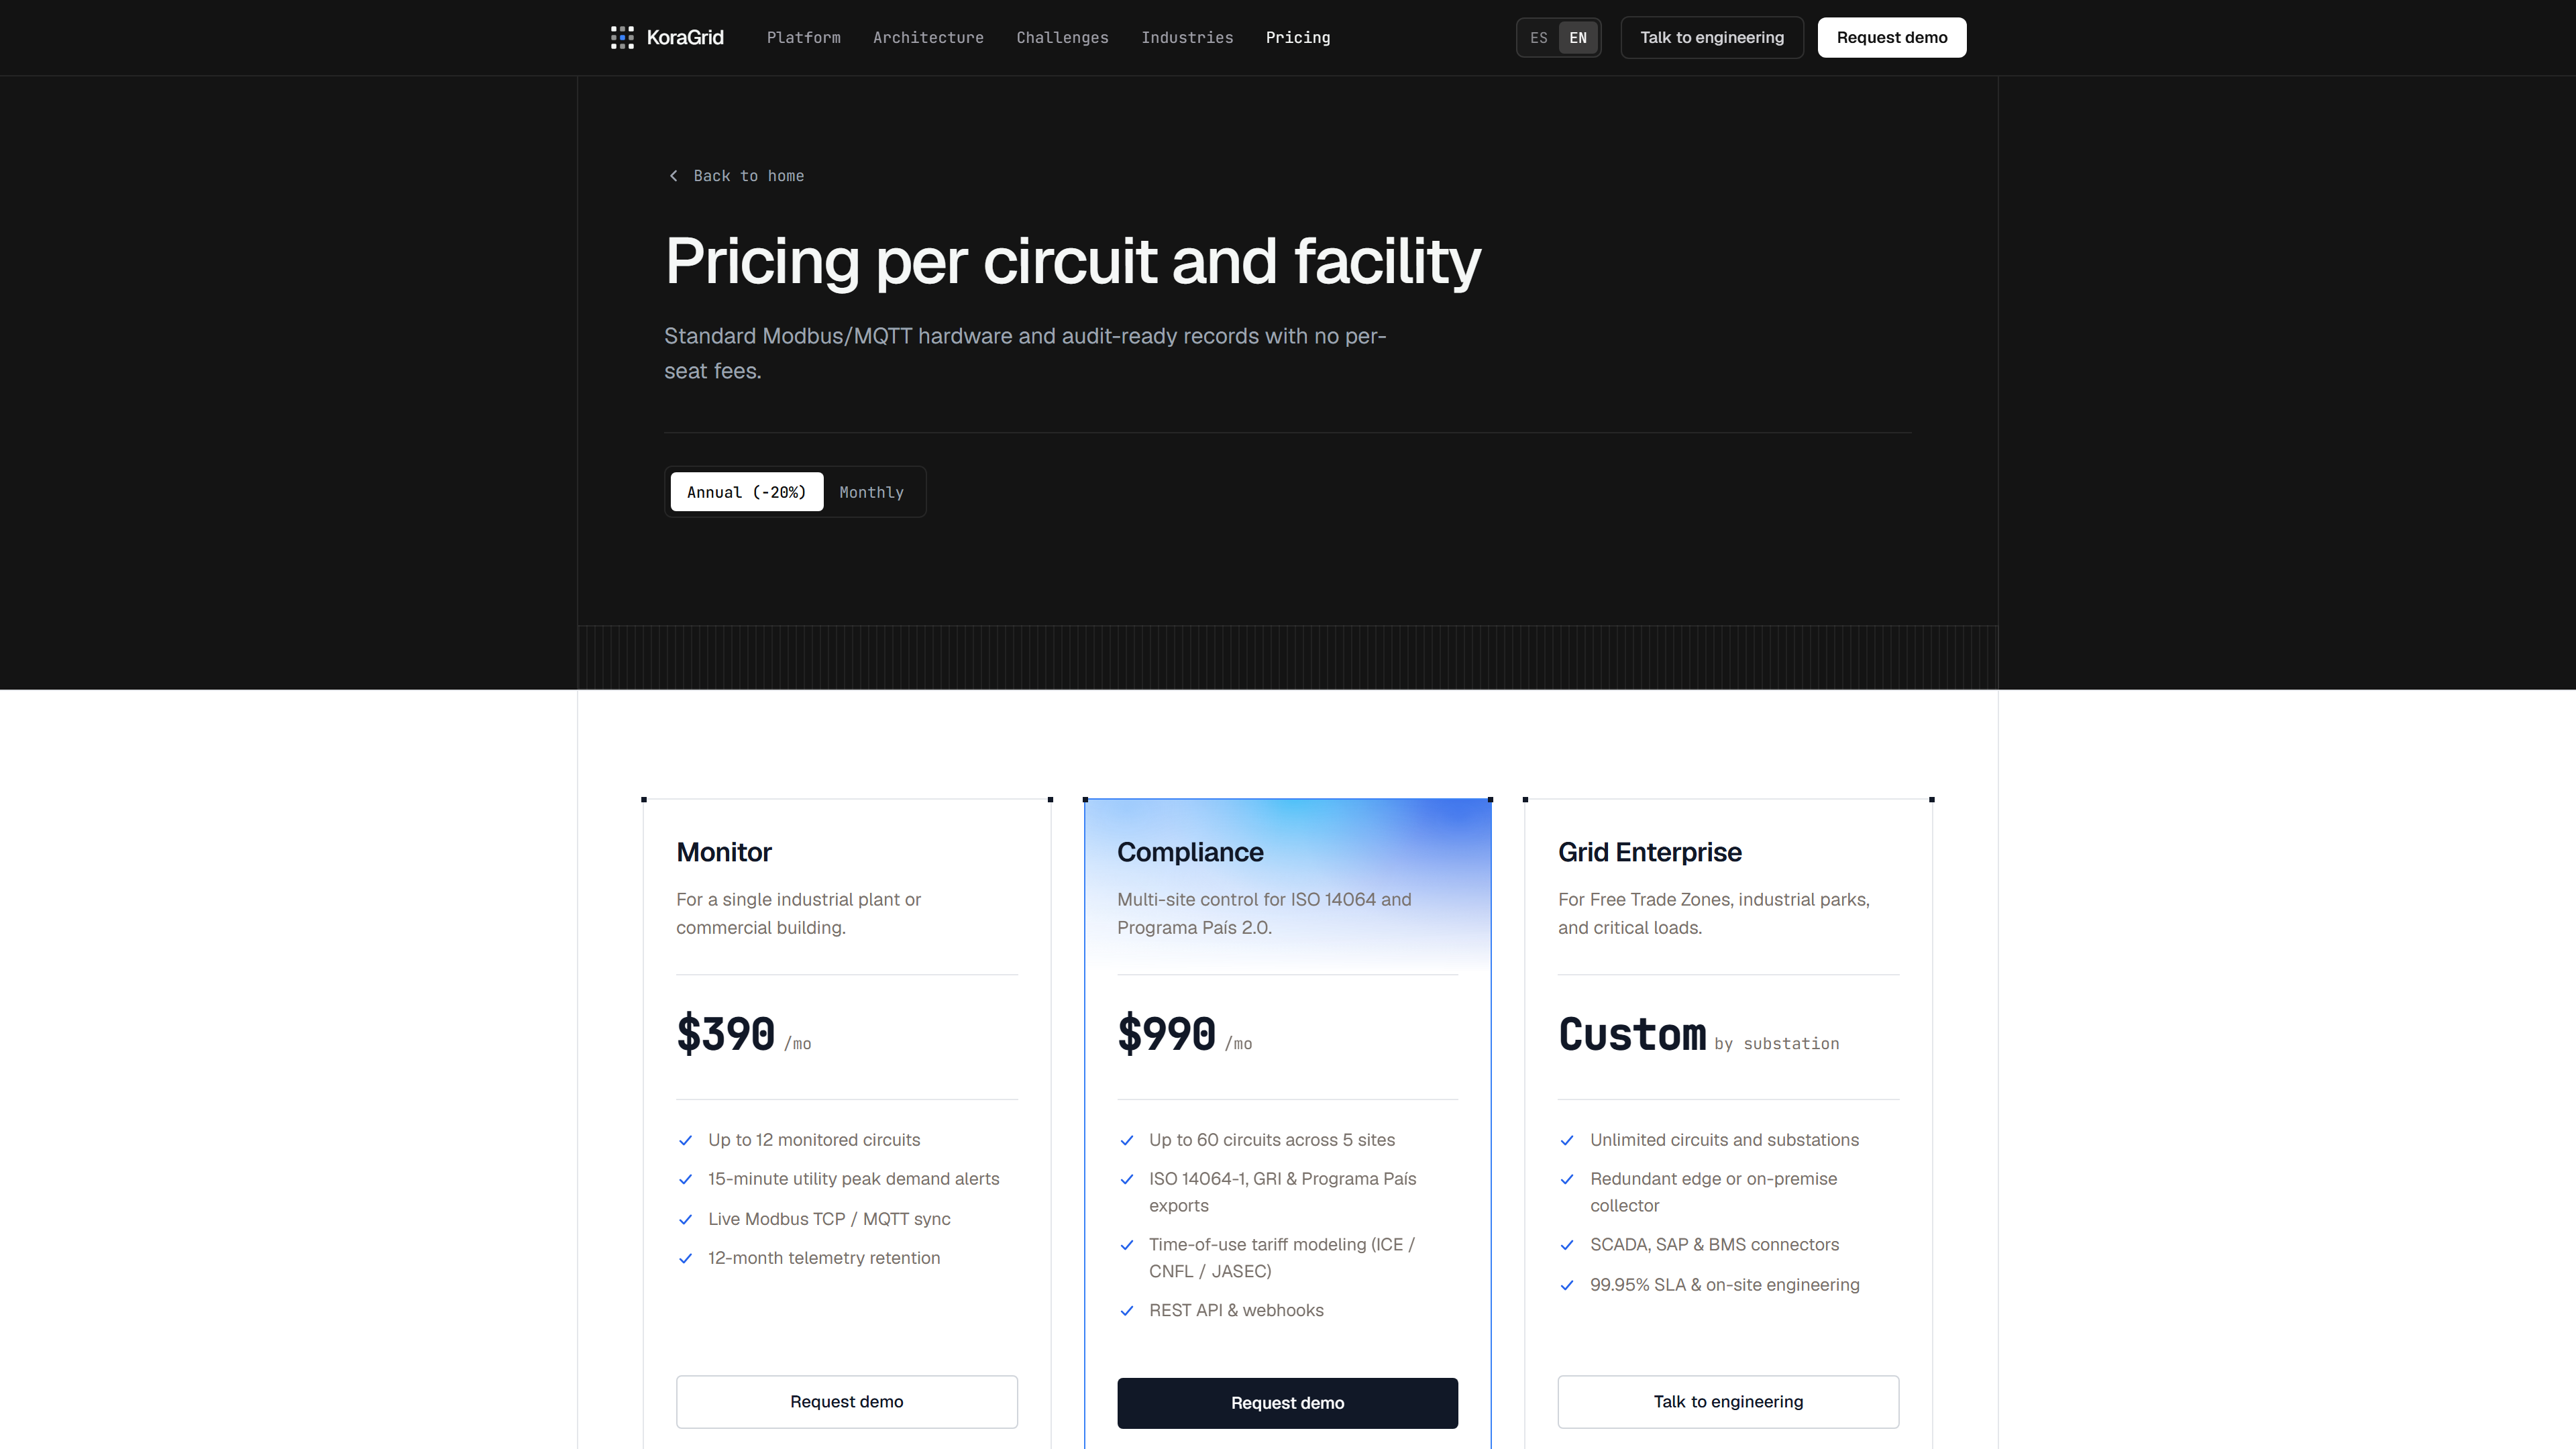 KoraGrid
Platform
Architecture
Challenges
Industries
Pricing
ES
EN
Talk to engineering
Request demo
Back to home
Pricing per circuit and facility
Standard Modbus/MQTT hardware and audit-ready records with no per-
seat fees.
Annual (-20%)
Monthly
Monitor
For a single industrial plant or
commercial building.
$390 /mo
Up to 12 monitored circuits
15-minute utility peak demand alerts
Live Modbus TCP / MQTT sync
12-month telemetry retention
Request demo
Compliance
Multi-site control for ISO 14064 and
Programa País 2.0.
$990 /mo
Up to 60 circuits across 5 sites
ISO 14064-1, GRI & Programa País
exports
Time-of-use tariff modeling (ICE /
CNFL / JASEC)
REST API & webhooks
Request demo
Grid Enterprise
For Free Trade Zones, industrial parks,
and critical loads.
Custom by substation
Unlimited circuits and substations
Redundant edge or on-premise
collector
SCADA, SAP & BMS connectors
99.95% SLA & on-site engineering
Talk to engineering